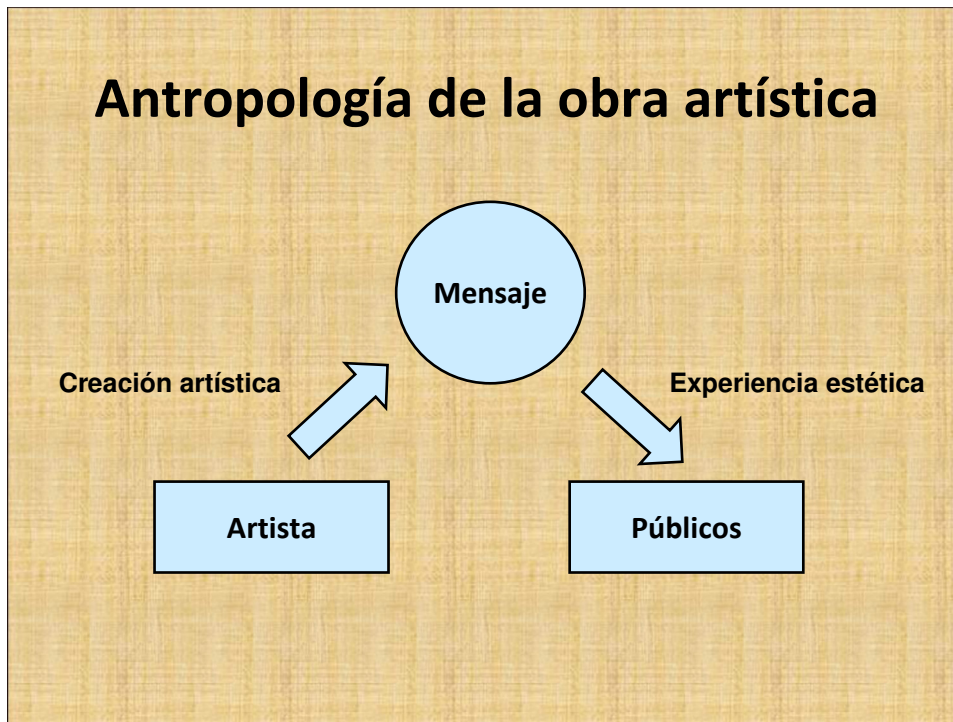 Antropología de la obra artística
Mensaje
Creación artística
Experiencia estética
Artista
Públicos